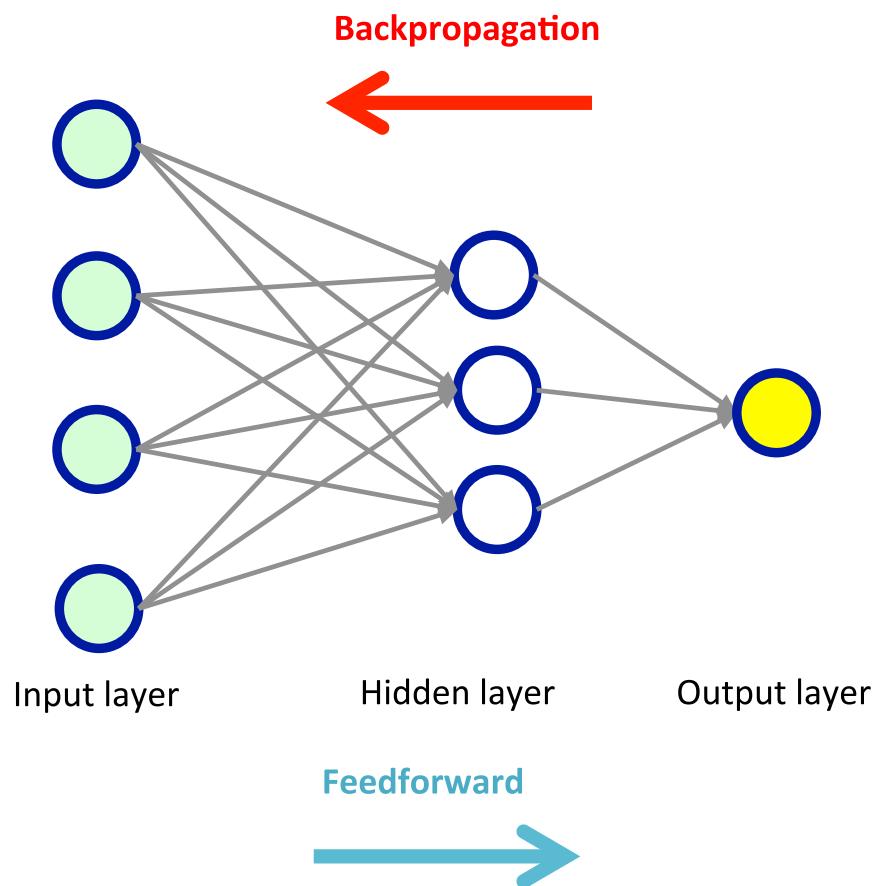 Backpropagation
Input layer
Hidden layer
Output layer
Feedforward